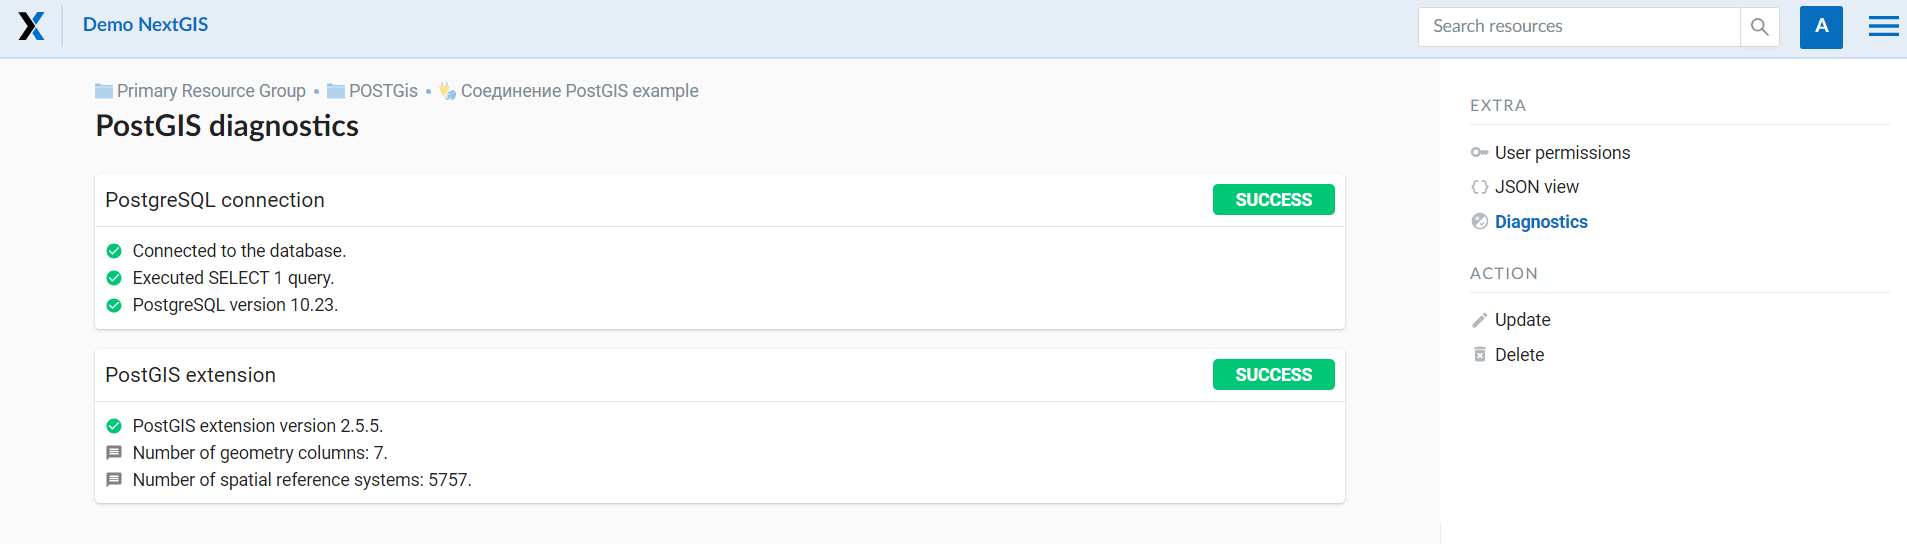 Demo NextGIS
Search resources
A
Primary Resource Group • POSTGis • Соединение PostGIS example
PostGIS diagnostics
PostgreSQL connection
SUCCESS
Connected to the database.
Executed SELECT 1 query.
PostgreSQL version 10.23.
PostGIS extension
SUCCESS
PostGIS extension version 2.5.5.
Number of geometry columns: 7.
Number of spatial reference systems: 5757.
EXTRA
User permissions
JSON view
Diagnostics
ACTION
Update
Delete